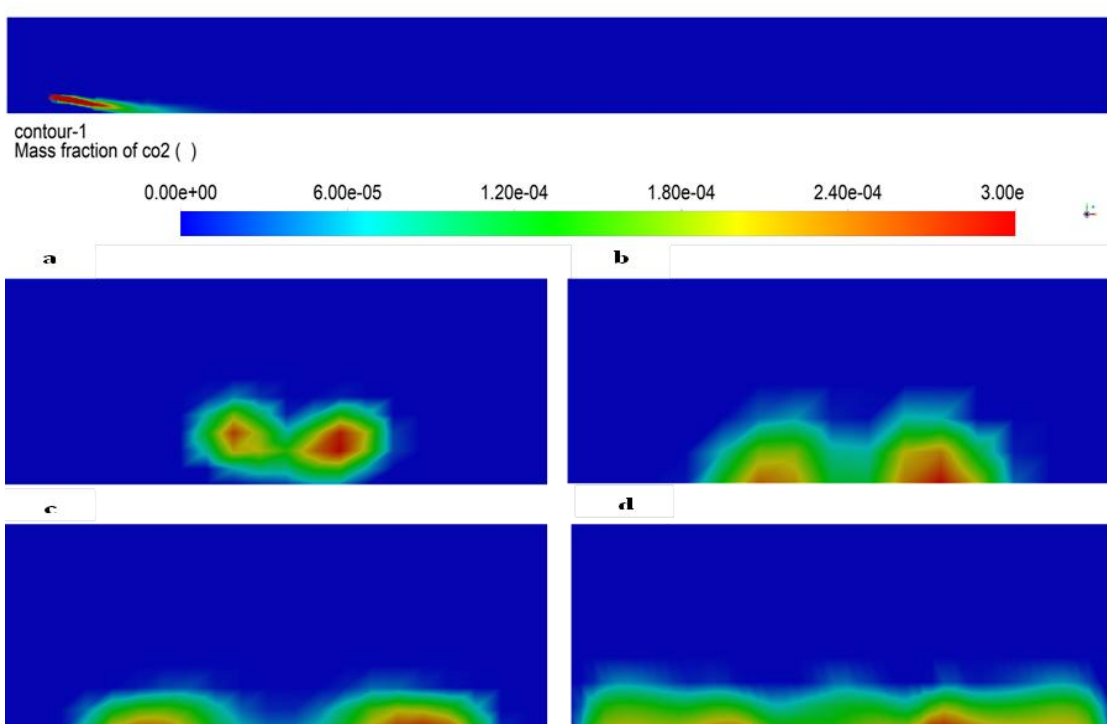 contour-1
Mass fraction of co2 ( )
0.00e+00 6.00e-05 1.20e-04 1.80e-04 2.40e-04 3.00e
a b
c d